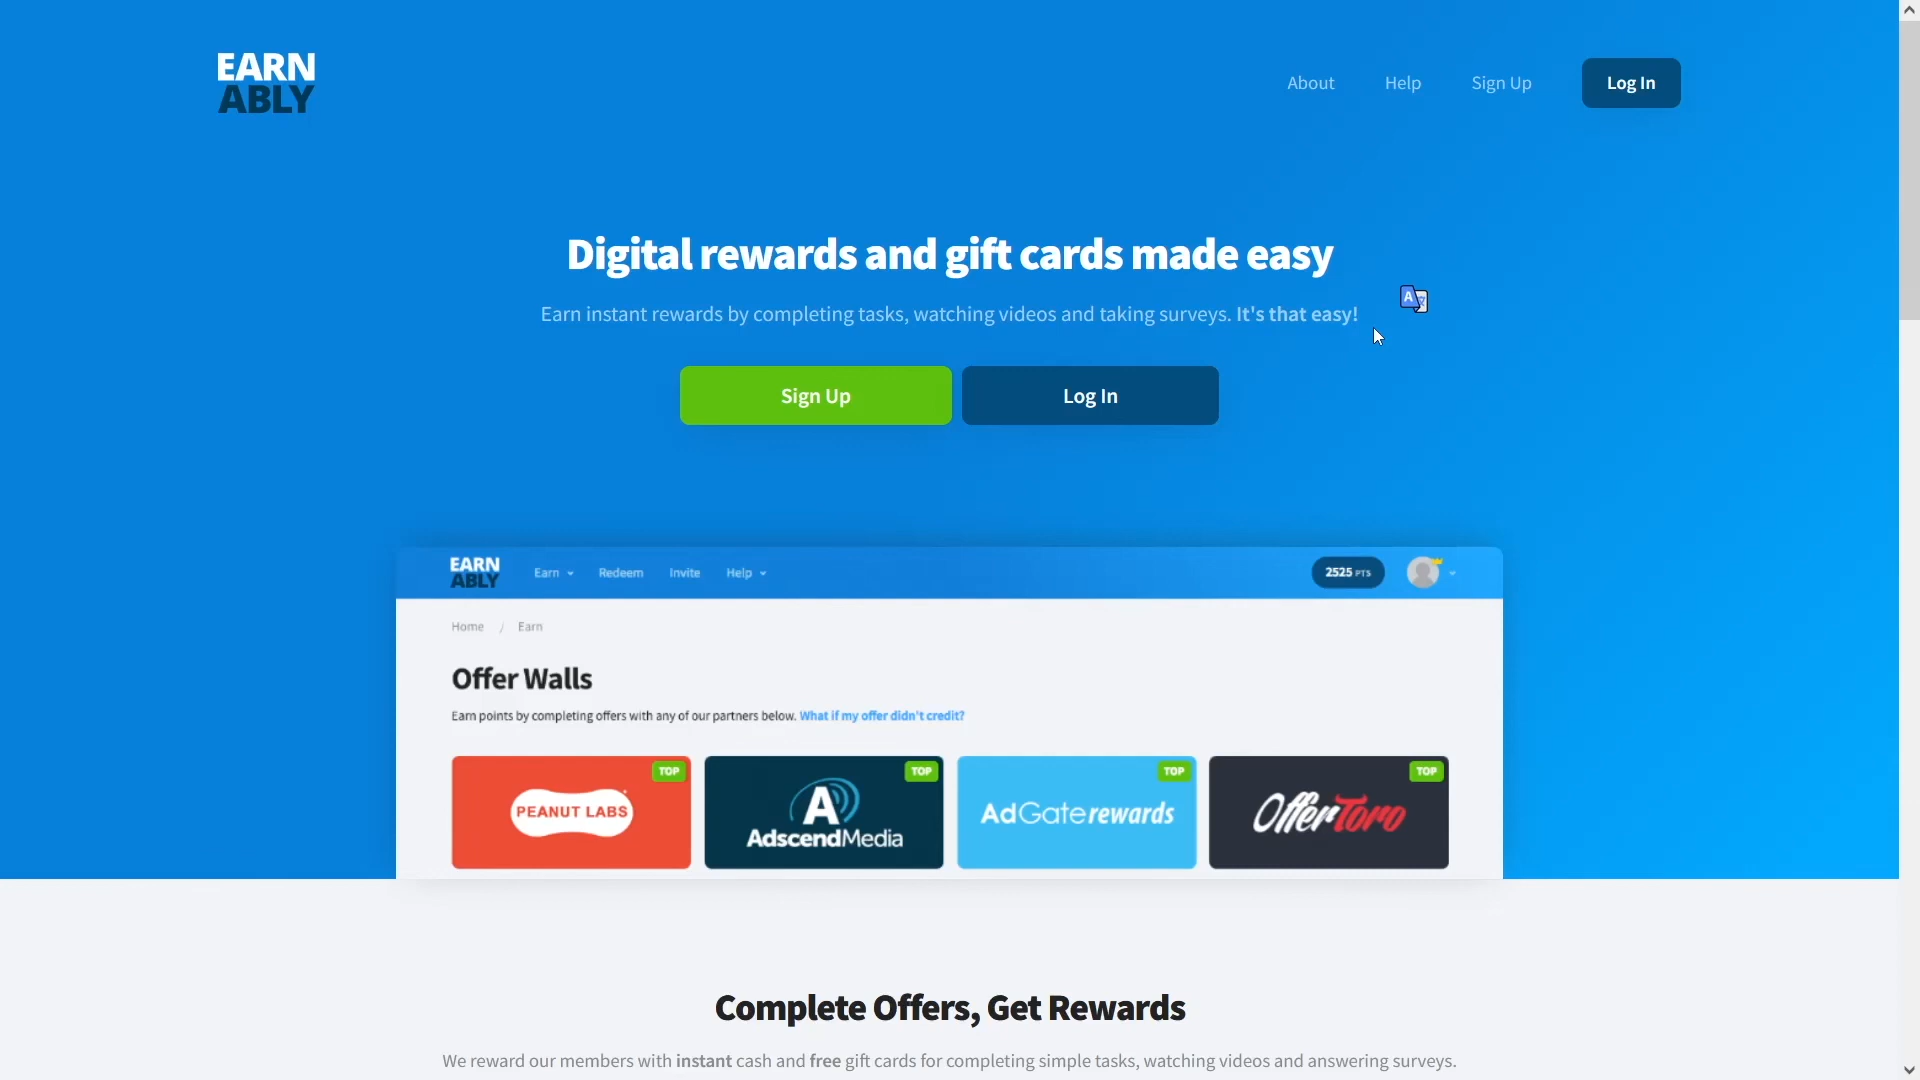 EARN
ABLY
About
Help
Sign Up
Log In
Digital rewards and gift cards made easy
Earn instant rewards by completing tasks, watching videos and taking surveys. It's that easy!
Sign Up
Log In
EARN
ABLY
Earn
Redeem
Invite
Help
2525 PTS
Home / Earn
Offer Walls
Earn points by completing offers with any of our partners below. What if my offer didn't credit?
TOP
PEANUT LABS
TOP
AdscendMedia
TOP
AdGate rewards
TOP
OfferToro
Complete Offers, Get Rewards
We reward our members with instant cash and free gift cards for completing simple tasks, watching videos and answering surveys.